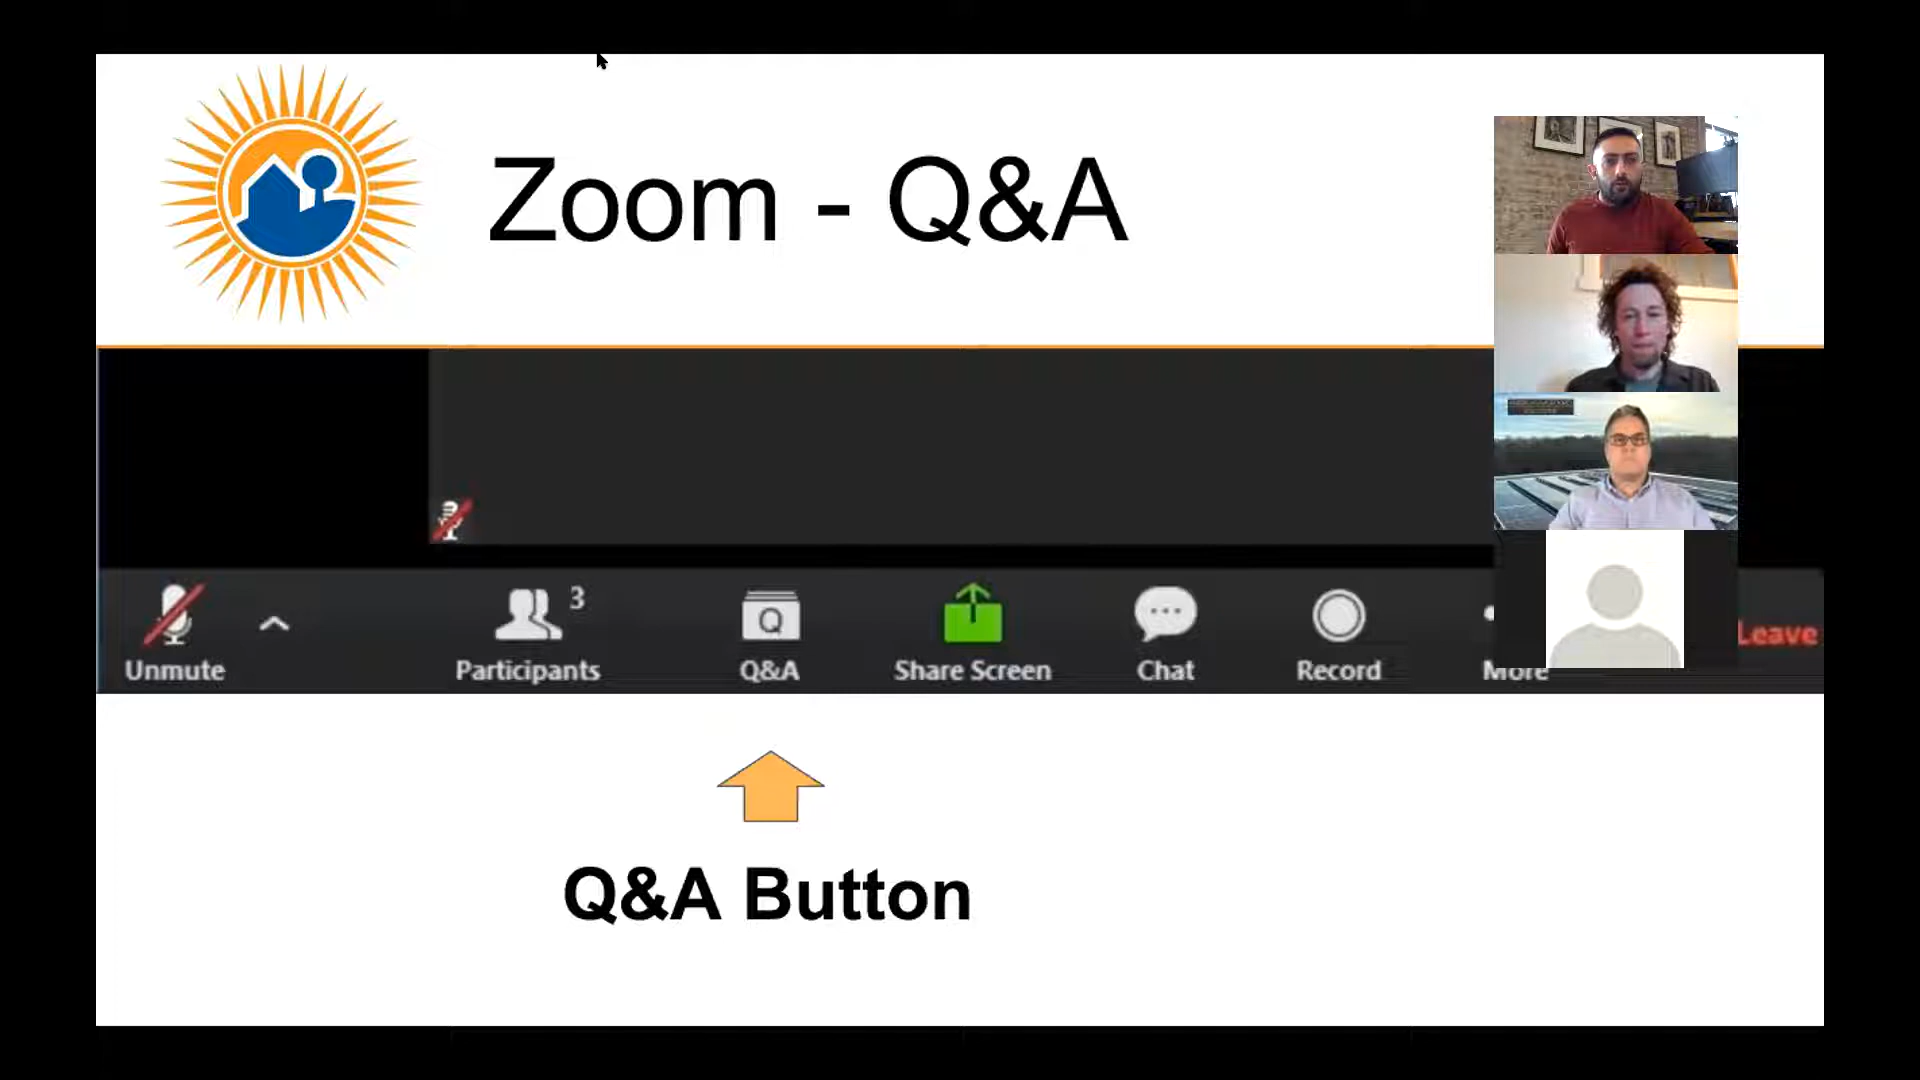 Zoom - Q&A
3
Q
Unmute
Participants
Q&A
Share Screen
Chat
Record
More
Leave
Q&A Button